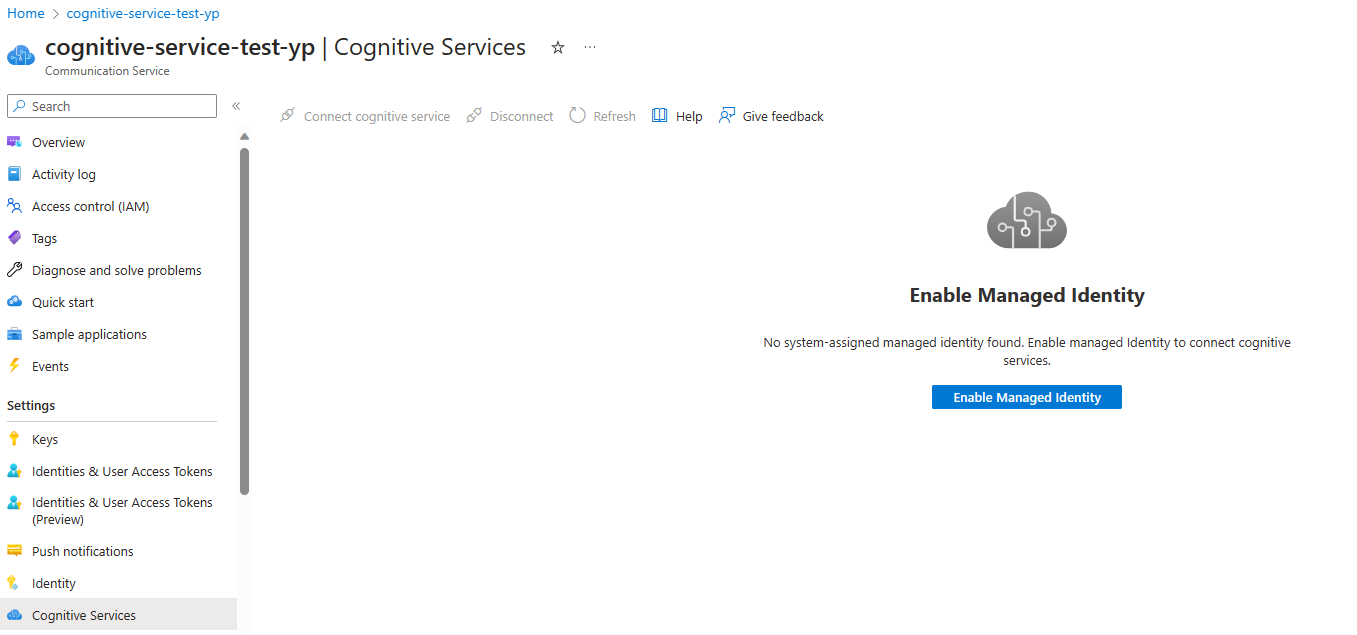 Home > cognitive-service-test-yp
cognitive-service-test-yp | Cognitive Services
Communication Service
Search
Connect cognitive service Disconnect Refresh Help Give feedback
Overview
Activity log
Access control (IAM)
Tags
Diagnose and solve problems
Quick start
Sample applications
Events
Settings
Keys
Identities & User Access Tokens
Identities & User Access Tokens
(Preview)
Push notifications
Identity
Cognitive Services
Enable Managed Identity
No system-assigned managed identity found. Enable managed Identity to connect cognitive
services.
Enable Managed Identity